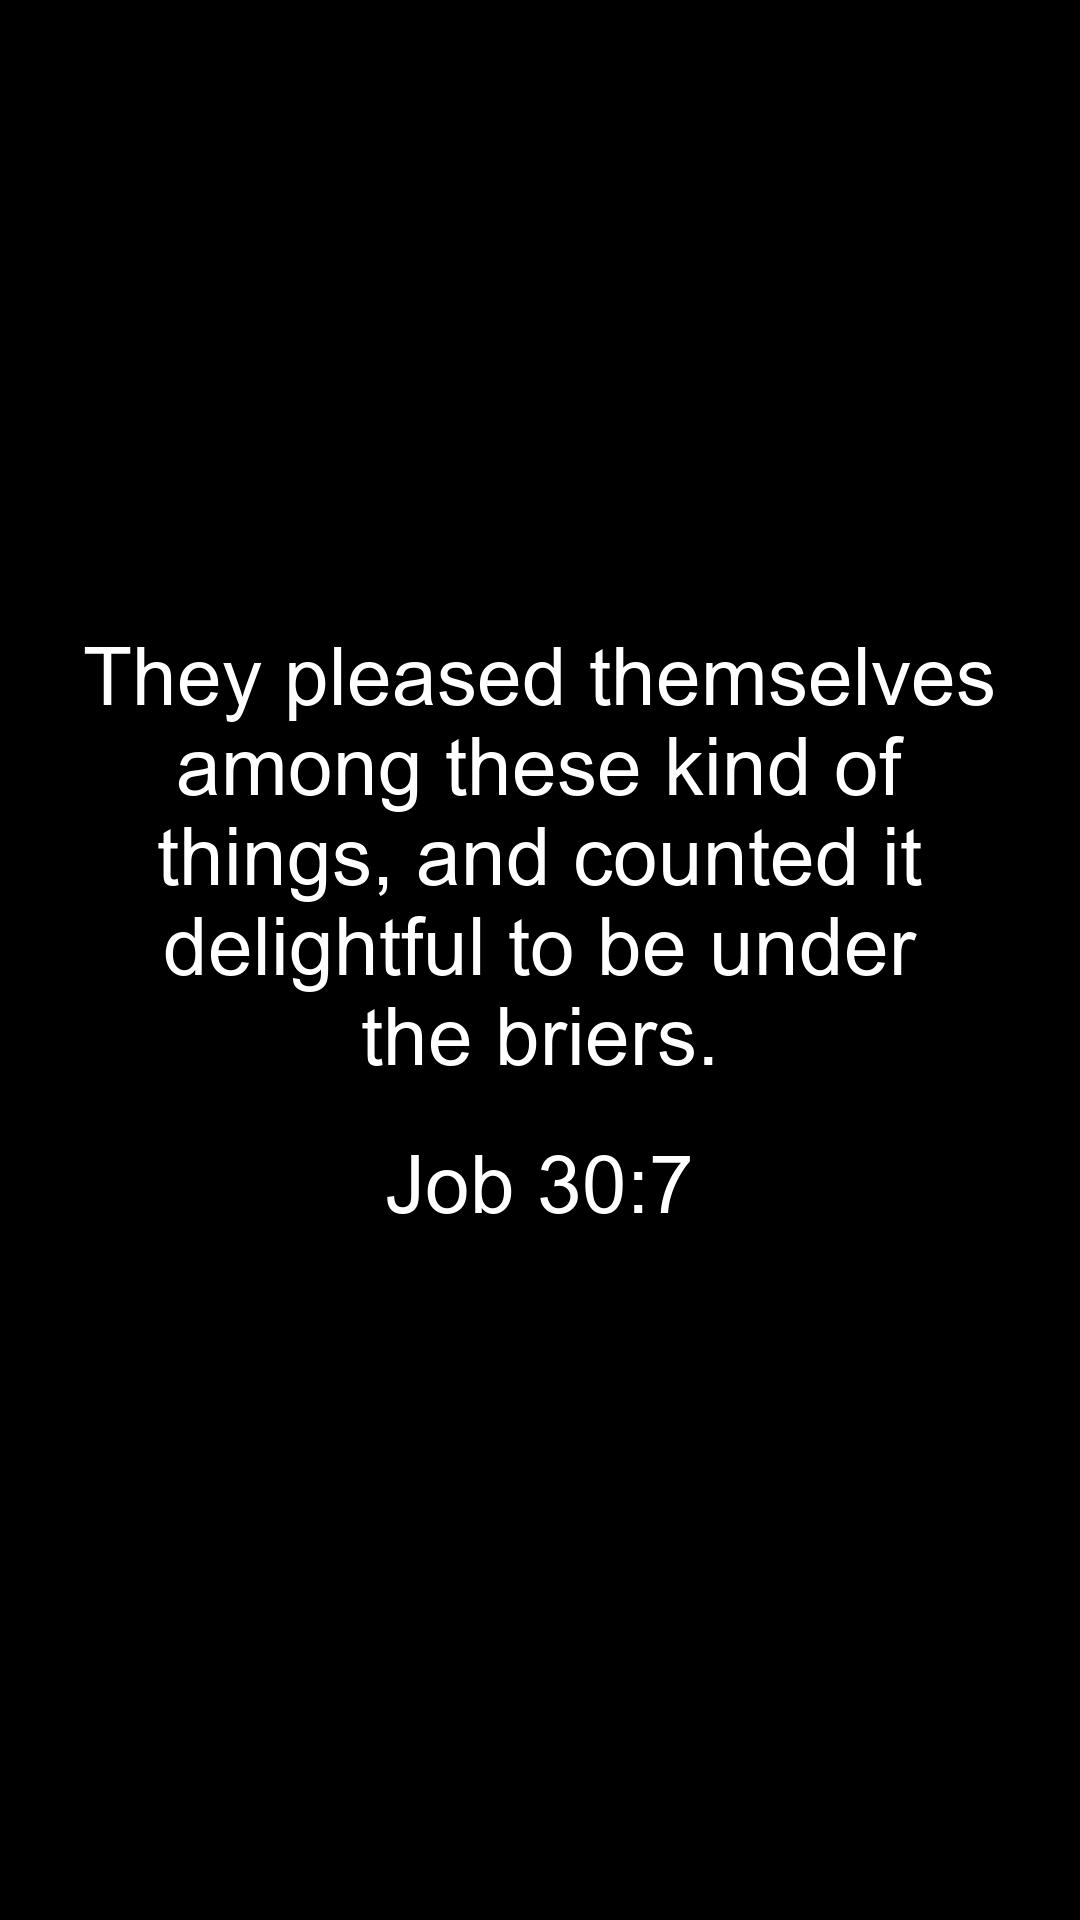 They pleased themselves
among these kind of
things, and counted it
delightful to be under
the briers.
Job 30:7